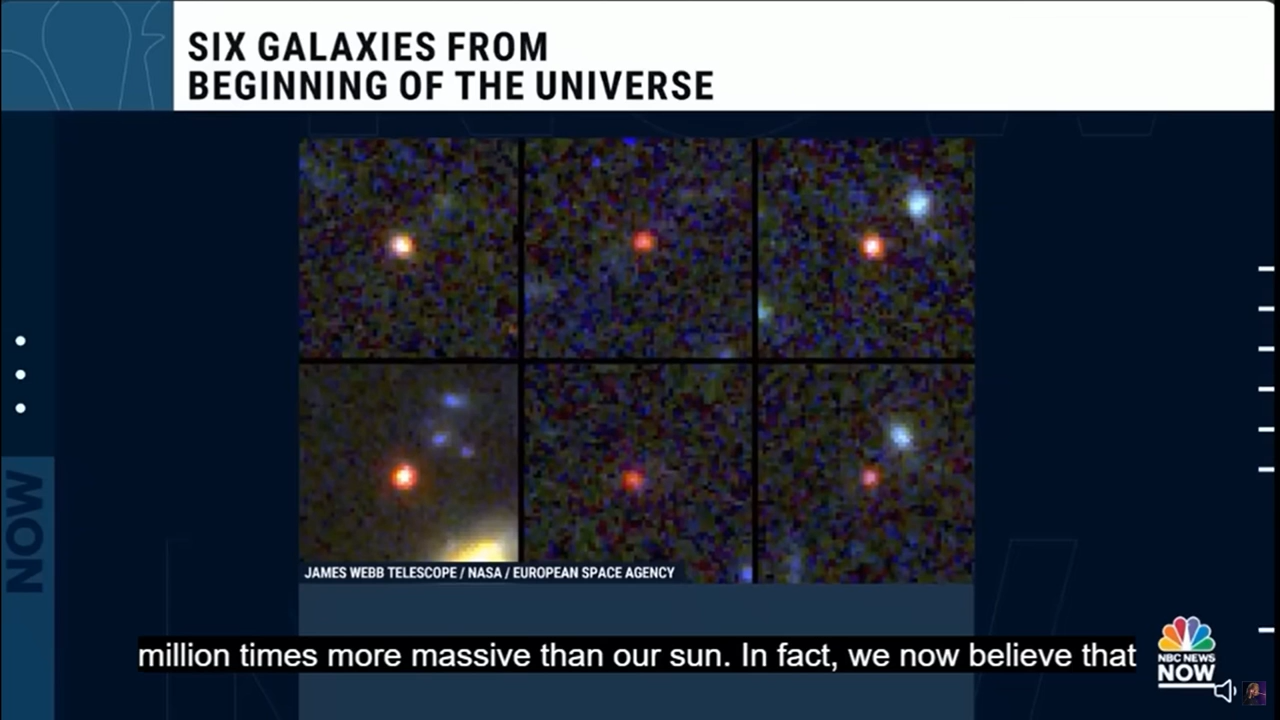 SIX GALAXIES FROM
BEGINNING OF THE UNIVERSE
NOW
JAMES WEBB TELESCOPE / NASA / EUROPEAN SPACE AGENCY
million times more massive than our sun. In fact, we now believe that
NBC NEWS
NOW